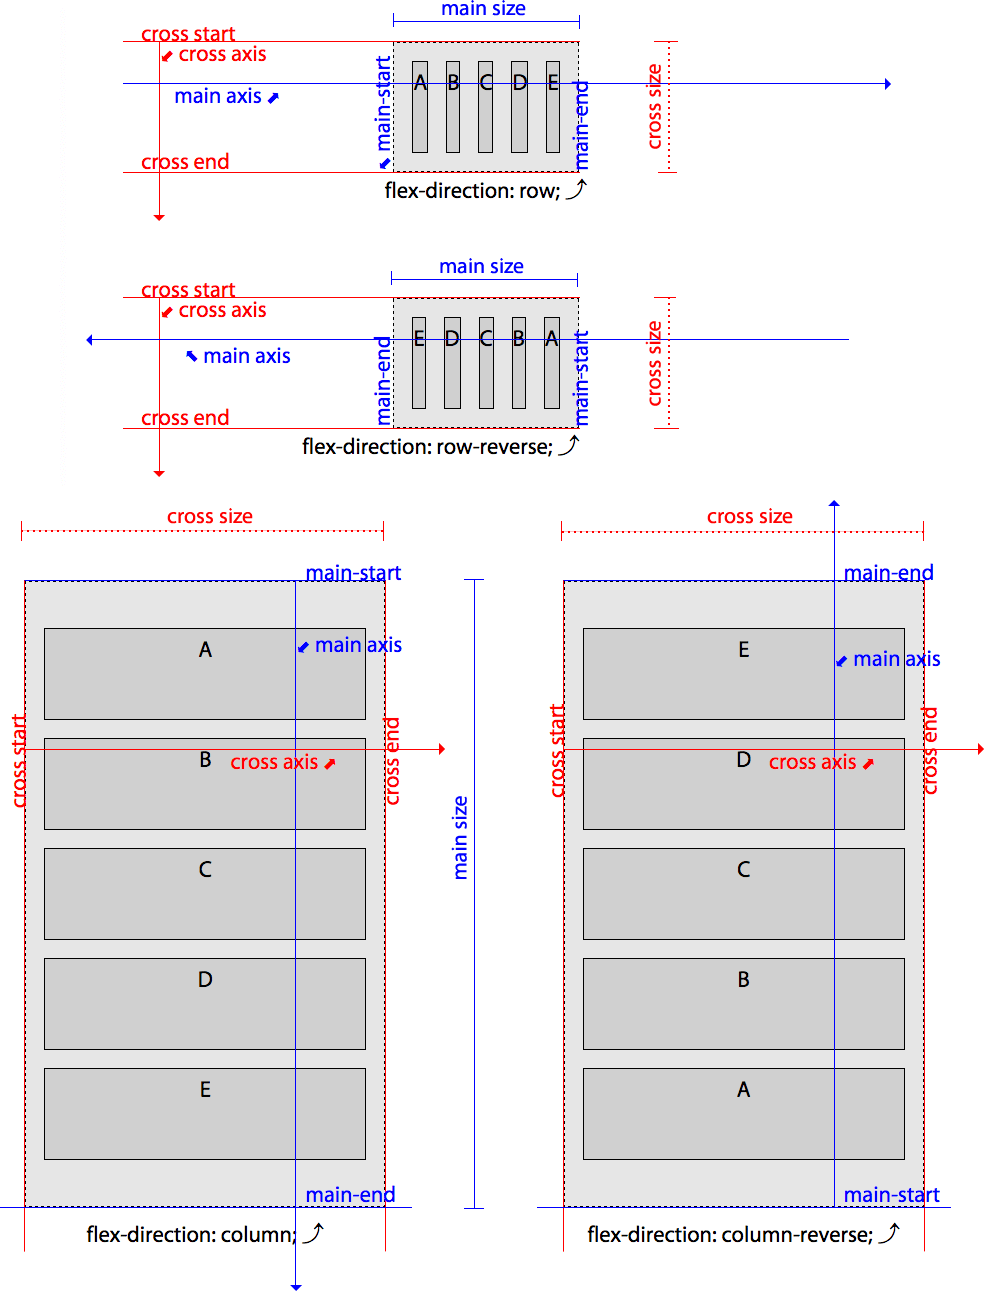 main size
cross start
cross axis
main axis
main-start
A B C D E
main-end
cross size
cross end
flex-direction: row;
main size
cross start
cross axis
main axis
main-end
E D C B A
main-start
cross size
cross end
flex-direction: row-reverse;
cross size
main-start
A
main axis
cross start
B
cross axis
cross end
C
D
E
main-end
flex-direction: column;
main size
cross size
main-end
E
main axis
cross start
D
cross axis
cross end
C
B
A
main-start
flex-direction: column-reverse;